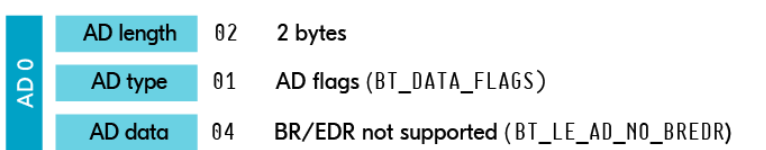 AD 0
AD length 02 2 bytes
AD type 01 AD flags (BT_DATA_FLAGS)
AD data 04 BR/EDR not supported (BT_LE_AD_NO_BREDR)